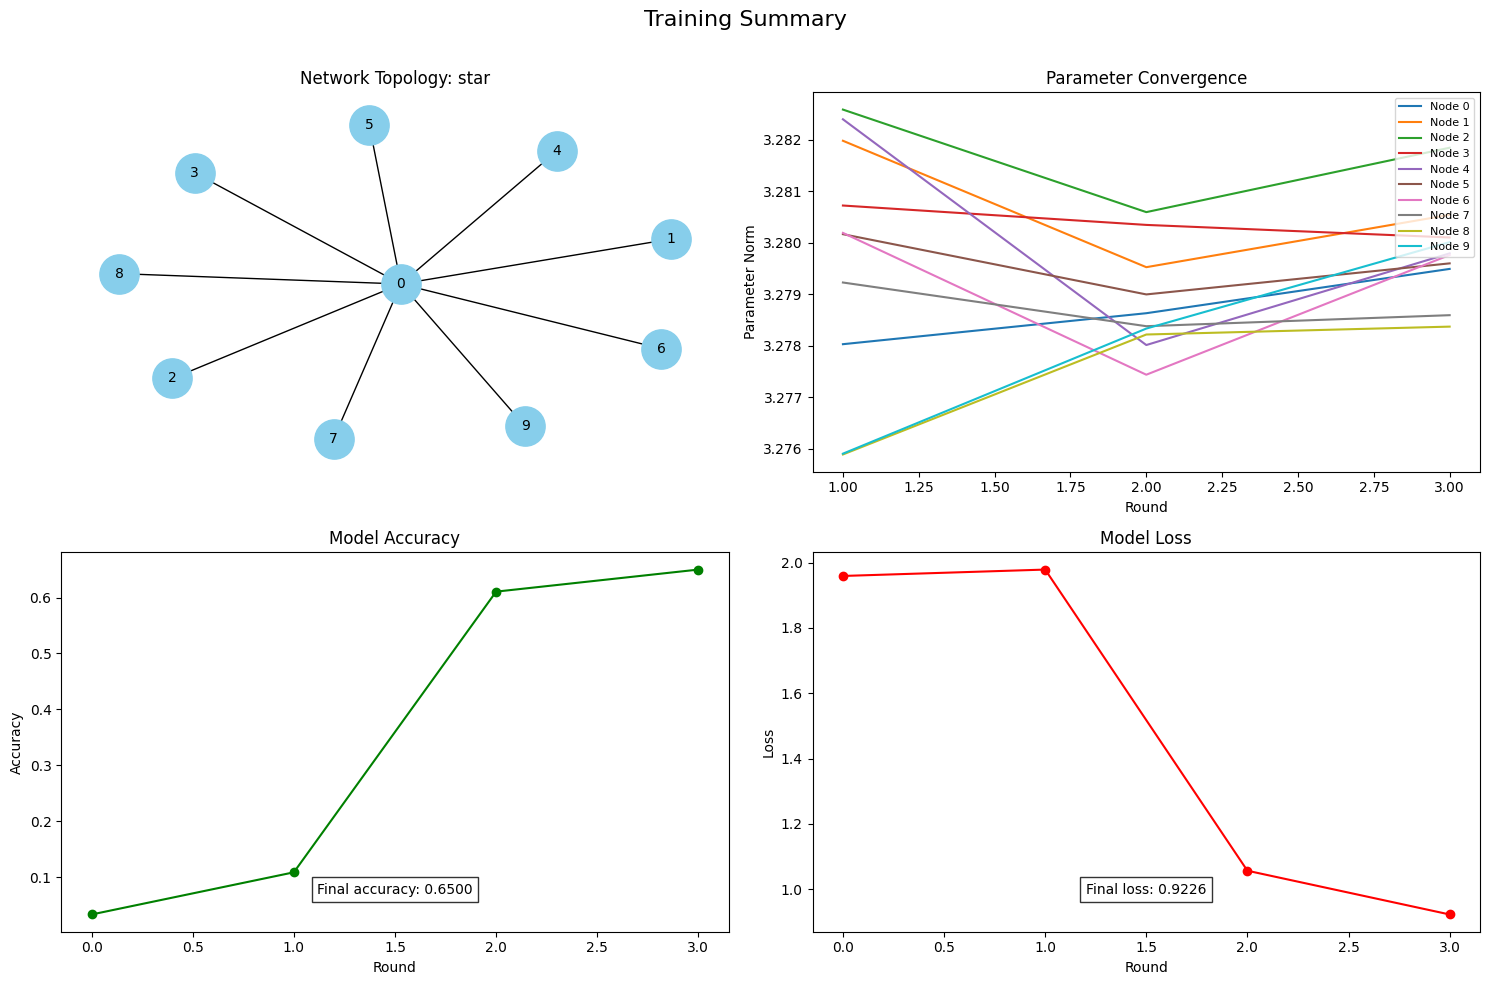 Training Summary
Network Topology: star
5
4
3
1
8
0
6
2
9
7
Parameter Convergence
Parameter Norm
3.282
3.281
3.280
3.279
3.278
3.277
3.276
Node 0
Node 1
Node 2
Node 3
Node 4
Node 5
Node 6
Node 7
Node 8
Node 9
1.00 1.25 1.50 1.75 2.00 2.25 2.50 2.75 3.00
Round
Model Accuracy
Accuracy
0.6
0.5
0.4
0.3
0.2
0.1
Final accuracy: 0.6500
0.0 0.5 1.0 1.5 2.0 2.5 3.0
Round
Model Loss
Loss
2.0
1.8
1.6
1.4
1.2
1.0
Final loss: 0.9226
0.0 0.5 1.0 1.5 2.0 2.5 3.0
Round